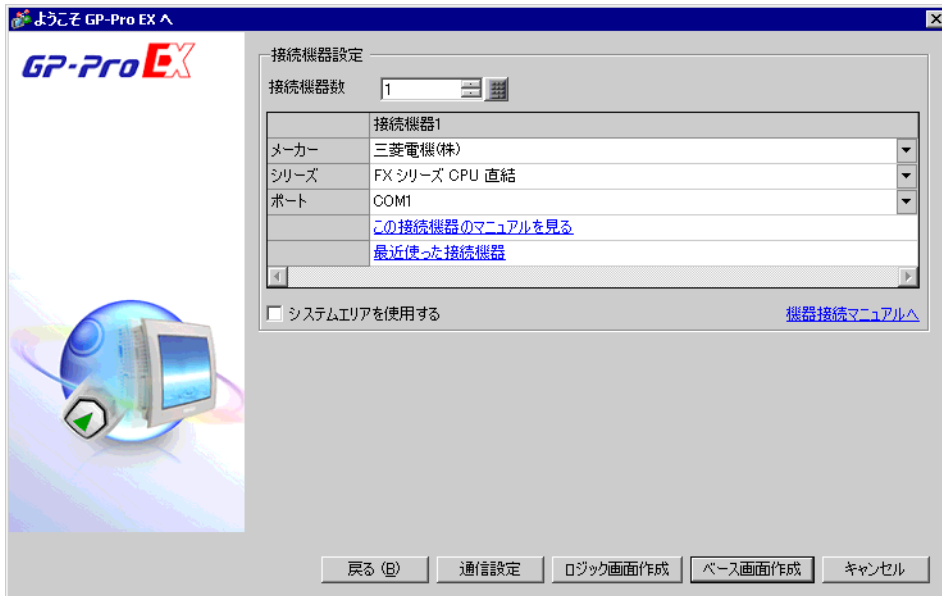 ようこそ GP-Pro EX へ
GP-Pro EX
接続機器設定
接続機器数 1
接続機器1
メーカー 三菱電機(株)
シリーズ FX シリーズ CPU 直結
ポート COM1
この接続機器のマニュアルを見る
最近使った接続機器
システムエリアを使用する 機器接続マニュアルへ
戻る (B) 通信設定 ロジック画面作成 ベース画面作成 キャンセル